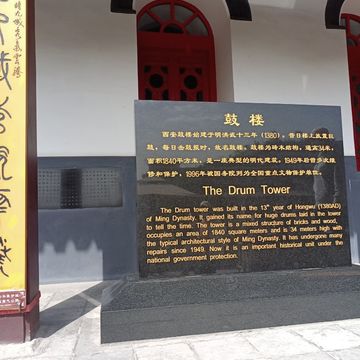 鼓楼
西安鼓楼始建于明洪武十三年（1380）。昔日楼上放置巨
鼓，每日击鼓报时，故名鼓楼。鼓楼为砖木结构，通高34米，
面积1840平方米，是一座典型的明代建筑。1949年后曾多次维
修和保护，1996年被国务院列为全国重点文物保护单位。
The Drum Tower
The Drum tower was built in the 13th year of Hongwu (1380AD)
of Ming Dynasty. It gained its name for huge drums laid in the tower
to tell the time. The tower is a mixed structure of bricks and wood,
occupies an area of 1840 square meters and is 34 meters high with
the typical architectural style of Ming Dynasty. It has undergone many
repairs since 1949. Now it is an important historical unit under the
national government protection.